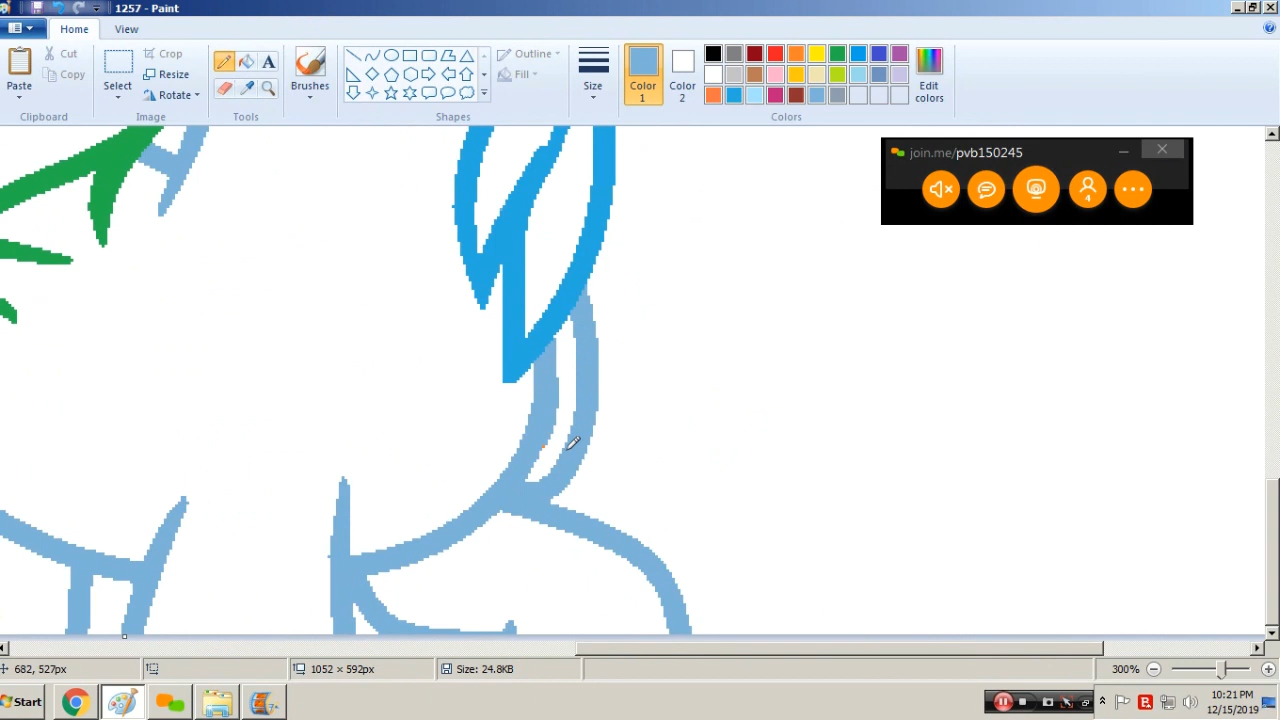 1257 - Paint
Home
View
Paste
Cut
Copy
Clipboard
Select
Crop
Resize
Rotate
Image
A
Tools
Brushes
Outline
Fill
Shapes
Size
Color
1
Color
2
Edit
colors
Colors
join.me/pvb150245
4
682, 527px
1052 × 592px
Size: 24.8KB
300%
Start
10:21 PM
12/15/2019